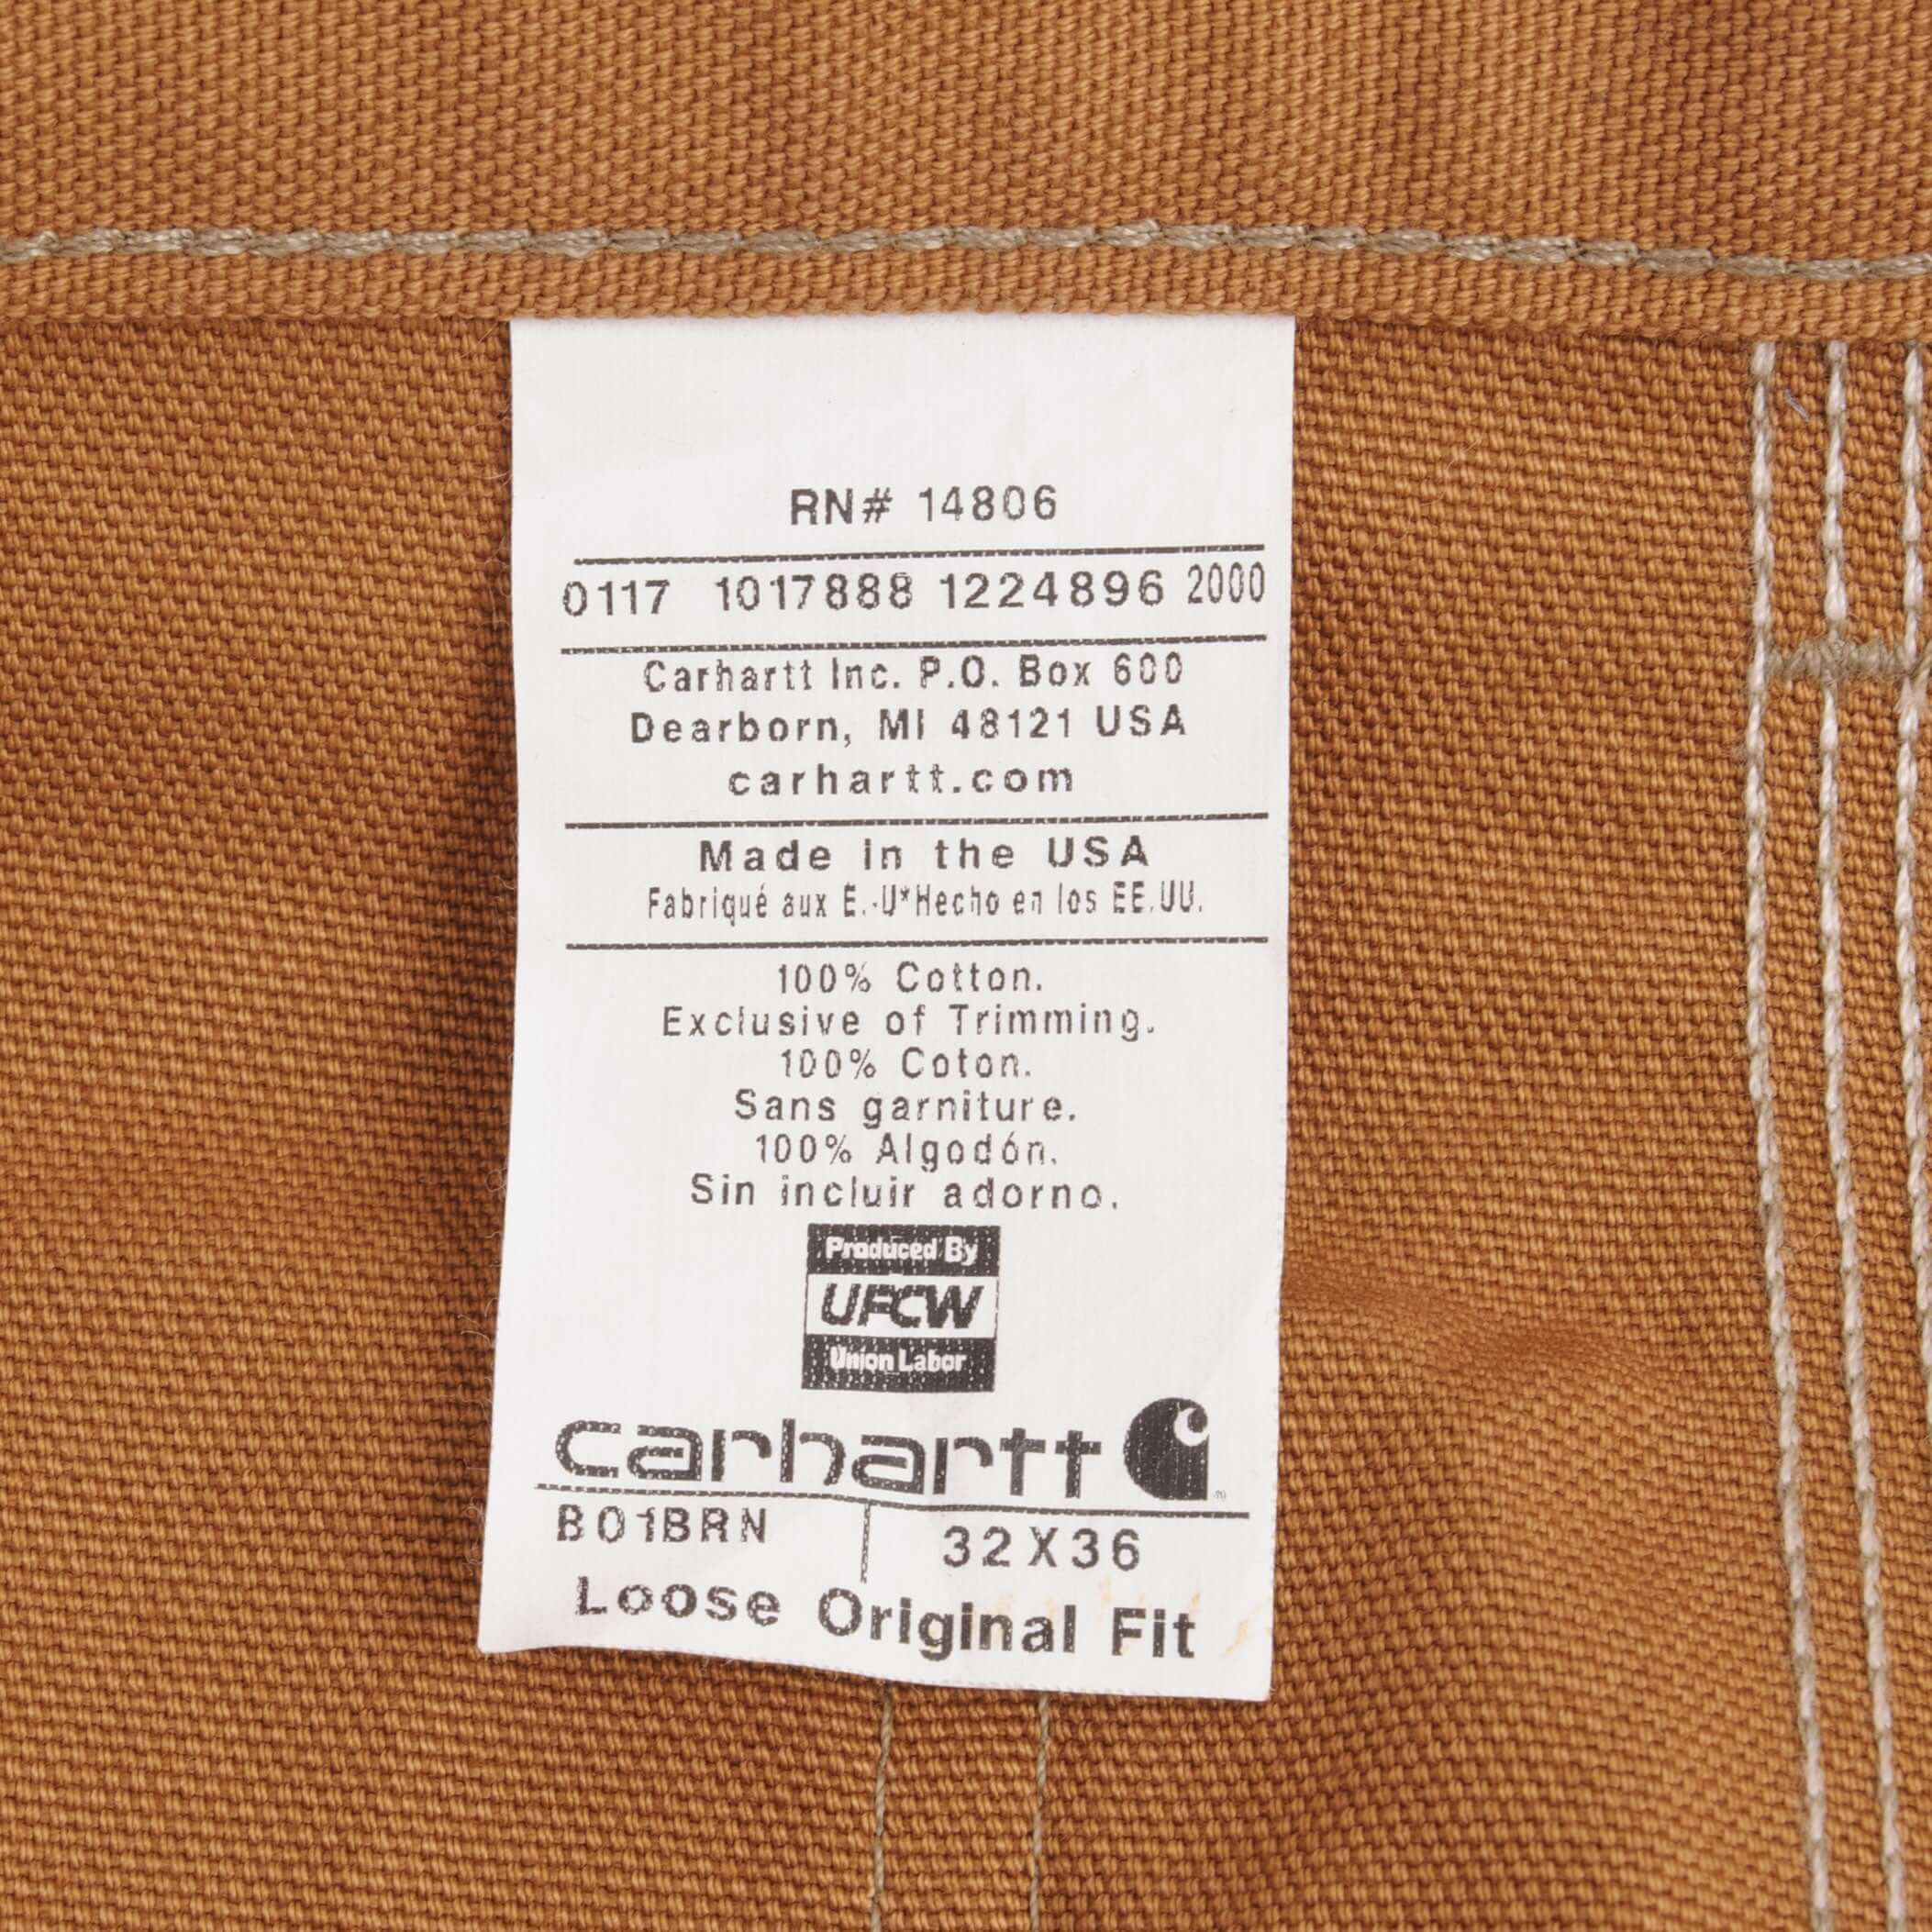 RN# 14806
0117 1017888 1224896 2000
Carhartt Inc. P.O. Box 600
Dearborn, MI 48121 USA
carhartt.com
Made in the USA
Fabriqué aux É.-U*Hecho en los EE.UU.
100% Cotton.
Exclusive of Trimming.
100% Coton.
Sans garniture.
100% Algodón.
Sin incluir adorno.
Produced By
UFCW
Union Labor
carhartt
B01BRN 32X36
Loose Original Fit